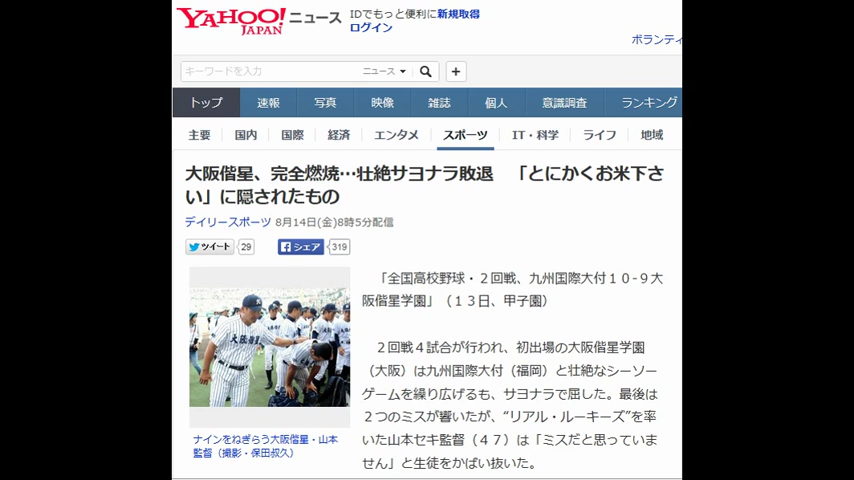 YAHOO! ニュース
JAPAN
IDでもっと便利に新規取得
ログイン
ボランティ
キーワードを入力
ニュース
トップ 速報 写真 映像 雑誌 個人 意識調査 ランキング
主要 国内 国際 経済 エンタメ スポーツ IT・科学 ライフ 地域
大阪偕星、完全燃焼…壮絶サヨナラ敗退 「とにかくお米下さ
い」に隠されたもの
デイリースポーツ 8月14日(金)8時5分配信
ツイート 29 シェア 319
「全国高校野球・２回戦、九州国際大付１０-９大
阪偕星学園」（１３日、甲子園）
２回戦４試合が行われ、初出場の大阪偕星学園
（大阪）は九州国際大付（福岡）と壮絶なシーソー
ゲームを繰り広げるも、サヨナラで屈した。最後は
２つのミスが響いたが、“リアル・ルーキーズ”を率
いた山本セキ監督（４７）は「ミスだと思っていま
せん」と生徒をかばい抜いた。
大阪偕星
ナインをねぎらう大阪偕星・山本
監督（撮影・保田叔久）